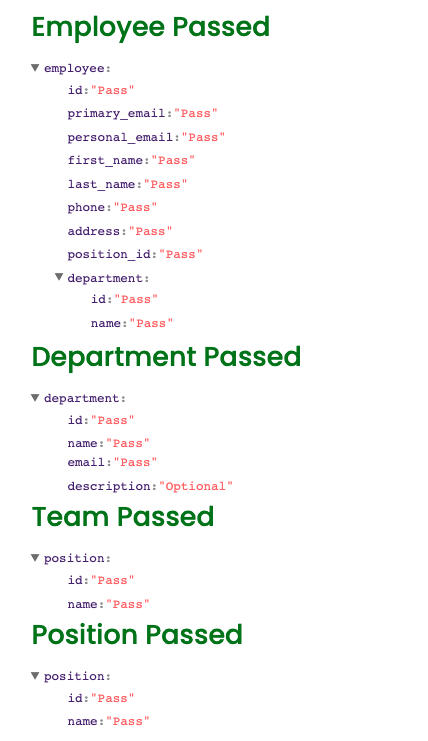 Employee Passed
employee:
id:"Pass"
primary_email:"Pass"
personal_email:"Pass"
first_name:"Pass"
last_name:"Pass"
phone:"Pass"
address:"Pass"
position_id:"Pass"
department:
id:"Pass"
name:"Pass"
Department Passed
department:
id:"Pass"
name:"Pass"
email:"Pass"
description:"Optional"
Team Passed
position:
id:"Pass"
name:"Pass"
Position Passed
position:
id:"Pass"
name:"Pass"